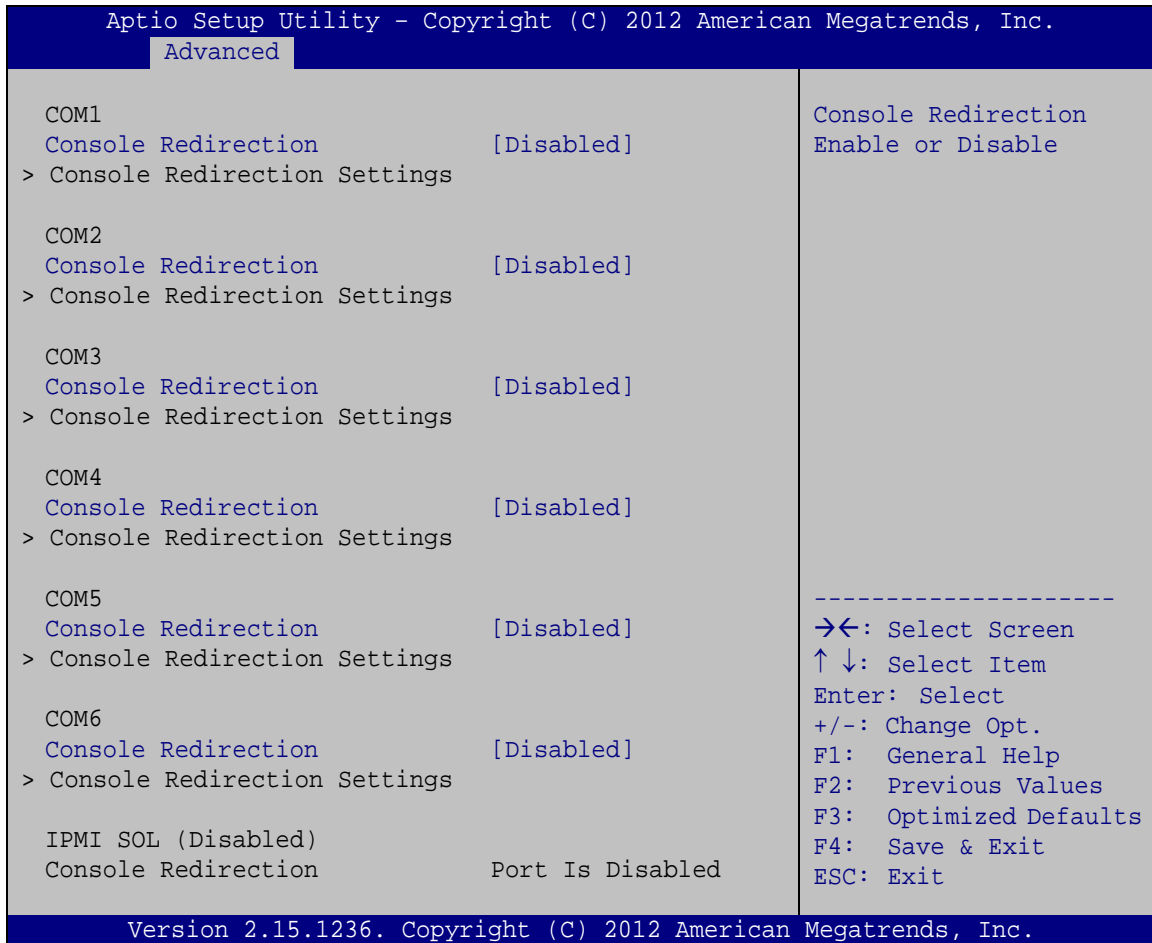 Aptio Setup Utility – Copyright (C) 2012 American Megatrends, Inc.
Advanced
COM1
Console Redirection [Disabled]
> Console Redirection Settings
COM2
Console Redirection [Disabled]
> Console Redirection Settings
COM3
Console Redirection [Disabled]
> Console Redirection Settings
COM4
Console Redirection [Disabled]
> Console Redirection Settings
COM5
Console Redirection [Disabled]
> Console Redirection Settings
COM6
Console Redirection [Disabled]
> Console Redirection Settings
IPMI SOL (Disabled)
Console Redirection Port Is Disabled
Console Redirection
Enable or Disable
---------------------
→←: Select Screen
↑ ↓: Select Item
Enter: Select
+/-: Change Opt.
F1: General Help
F2: Previous Values
F3: Optimized Defaults
F4: Save & Exit
ESC: Exit
Version 2.15.1236. Copyright (C) 2012 American Megatrends, Inc.